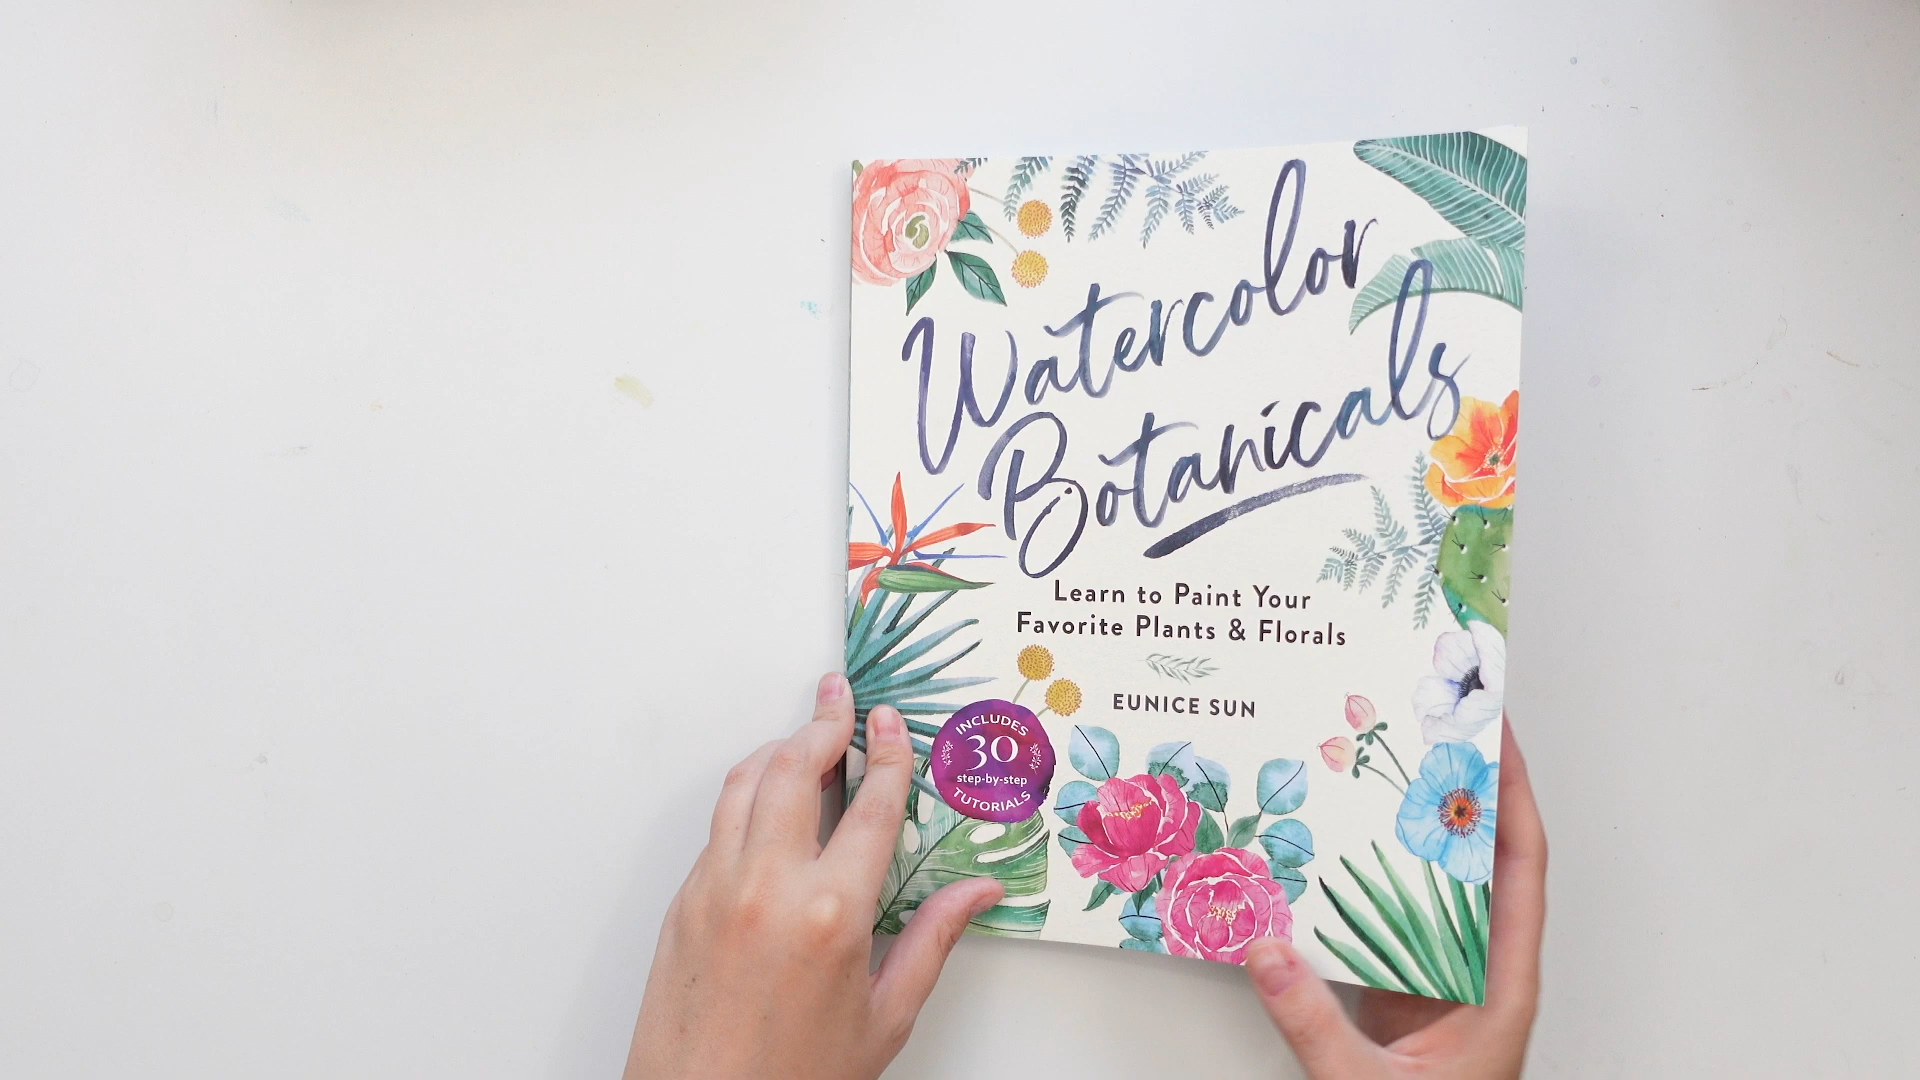 Watercolor
Botanicals
Learn to Paint Your
Favorite Plants & Florals
EUNICE SUN
INCLUDES
30
step-by-step
TUTORIALS